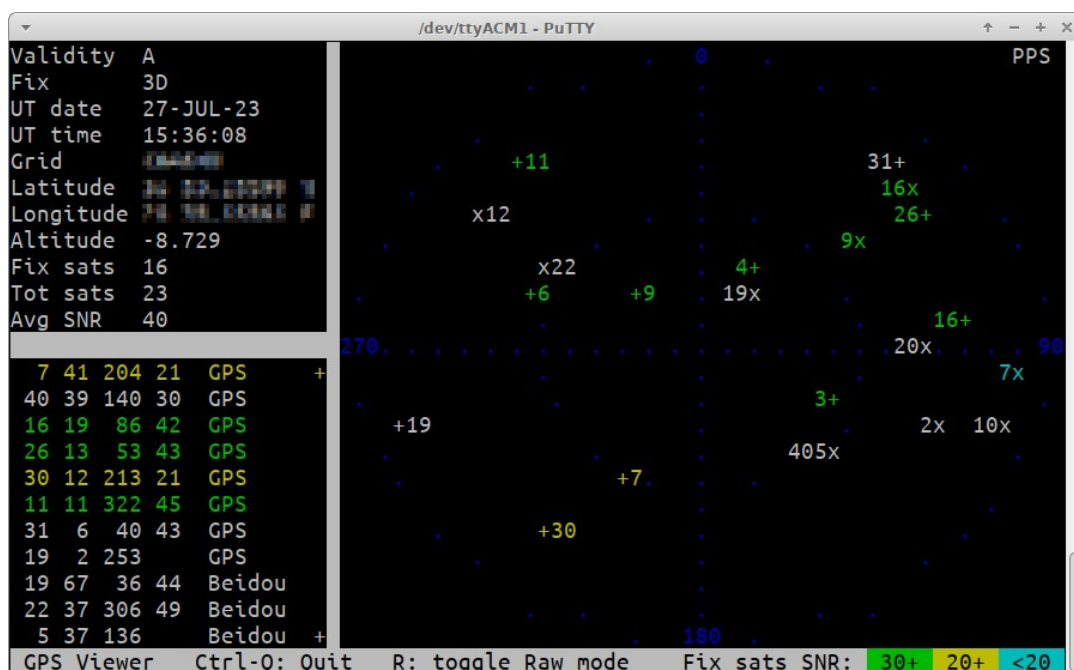 /dev/ttyACM1 - PuTTY
Validity A
Fix 3D
UT date 27-JUL-23
UT time 15:36:08
Grid
Latitude
Longitude
Altitude -8.729
Fix sats 16
Tot sats 23
Avg SNR 40
7 41 204 21 GPS +
40 39 140 30 GPS
16 19 86 42 GPS
26 13 53 43 GPS
30 12 213 21 GPS
11 11 322 45 GPS
31 6 40 43 GPS
19 2 253 GPS
19 67 36 44 Beidou
22 37 306 49 Beidou
5 37 136 Beidou +
0 PPS
+11 31+
16x
x12 26+
9x
x22 4+
+6 +9 19x
16+
270 20x 90
7x
3+
+19 2x 10x
405x
+7
+30
180
GPS Viewer Ctrl-Q: Quit R: toggle Raw mode Fix sats SNR: 30+ 20+ <20